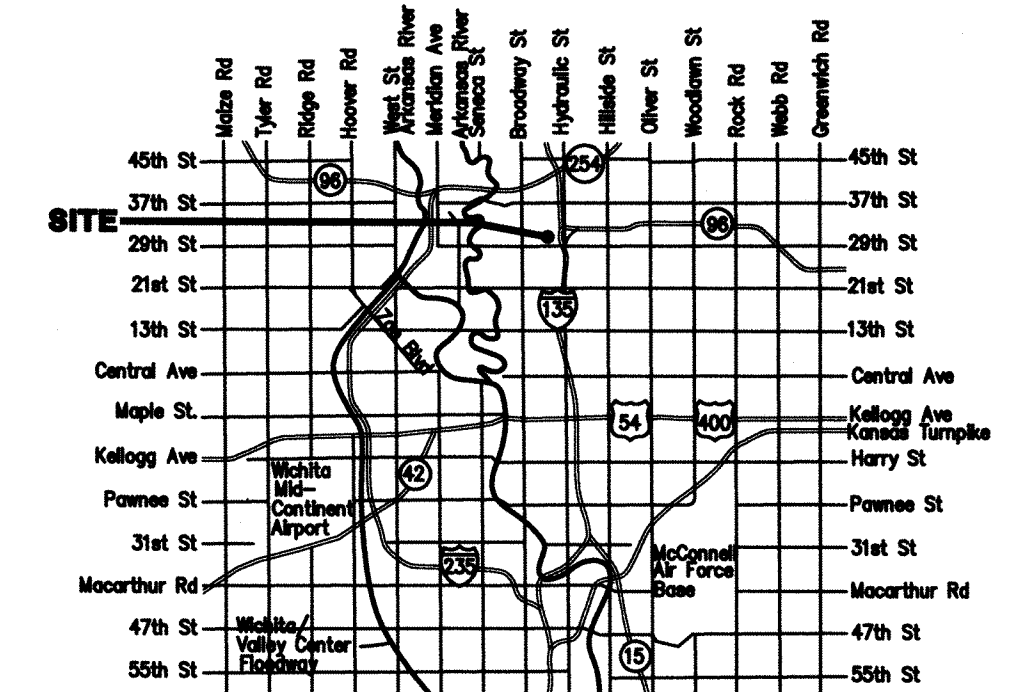 Maize Rd
Tyler Rd
Ridge Rd
Hoover Rd
West St
Arkansas River
Meridian Ave
Arkansas River
Seneca St
Broadway St
Hydraulic St
Hillside St
Oliver St
Woodlawn St
Rock Rd
Webb Rd
Greenwich Rd
45th St
254
45th St
96
37th St
37th St
SITE
96
29th St
29th St
21st St
21st St
135
13th St
Zoo Blvd
13th St
Central Ave
Central Ave
Maple St.
54
400
Kellogg Ave
Kansas Turnpike
Kellogg Ave
Harry St
Wichita
Mid-
Continent
Airport
42
Pawnee St
Pawnee St
31st St
235
McConnell
Air Force
Base
31st St
Macarthur Rd
Macarthur Rd
47th St
Wichita/
Valley Center
Floodway
47th St
15
55th St
55th St